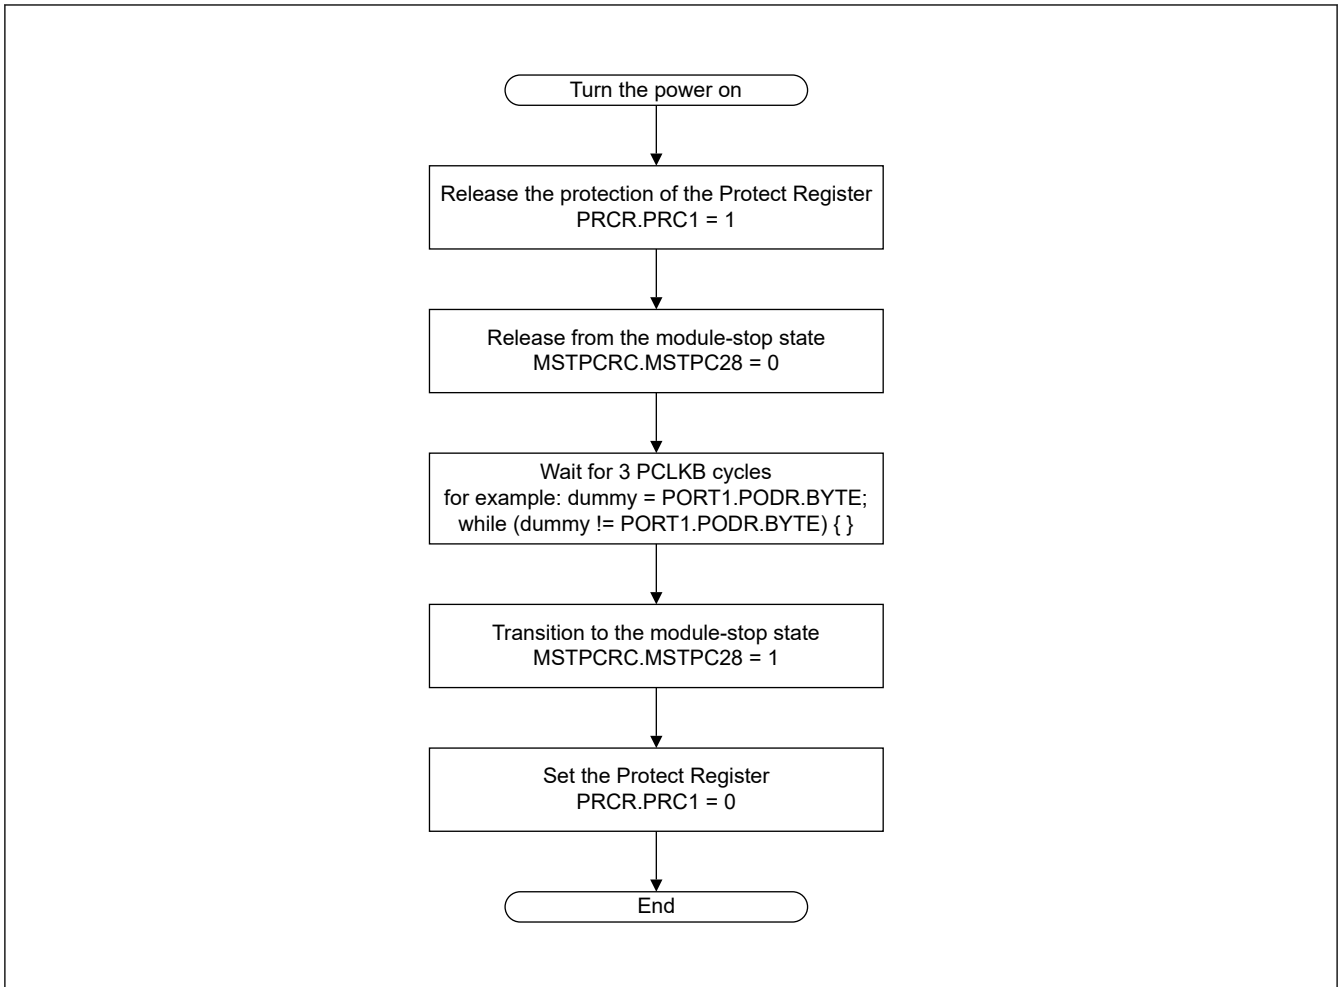 Turn the power on
Release the protection of the Protect Register
PRCR.PRC1 = 1
Release from the module-stop state
MSTPCRC.MSTPC28 = 0
Wait for 3 PCLKB cycles
for example: dummy = PORT1.PODR.BYTE;
while (dummy != PORT1.PODR.BYTE) { }
Transition to the module-stop state
MSTPCRC.MSTPC28 = 1
Set the Protect Register
PRCR.PRC1 = 0
End